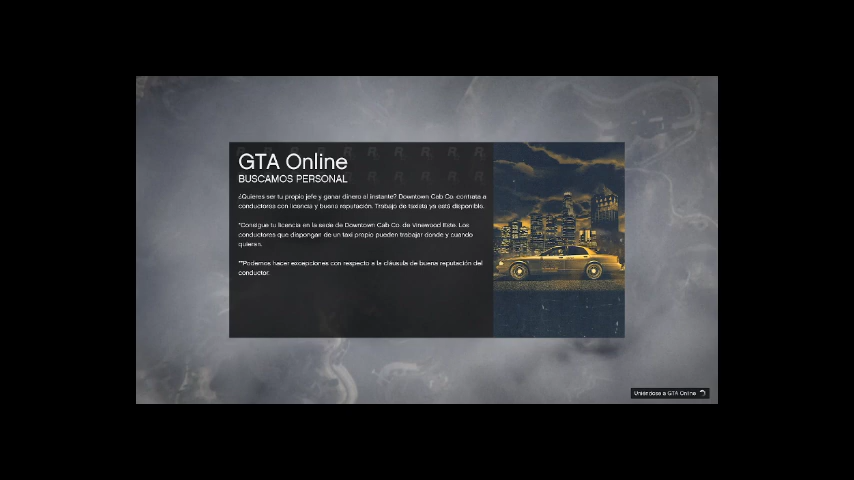 GTA Online
BUSCAMOS PERSONAL
¿Quieres ser tu propio jefe y ganar dinero al instante? Downtown Cab Co. contrata a
conductores con licencia y buena reputación. Trabajo de taxista ya está disponible.
*Consigue tu licencia en la sede de Downtown Cab Co. de Vinewood Este. Los
conductores que dispongan de un taxi propio pueden trabajar donde y cuando
quieran.
**Podemos hacer excepciones con respecto a la cláusula de buena reputación del
conductor.
Uniéndose a GTA Online